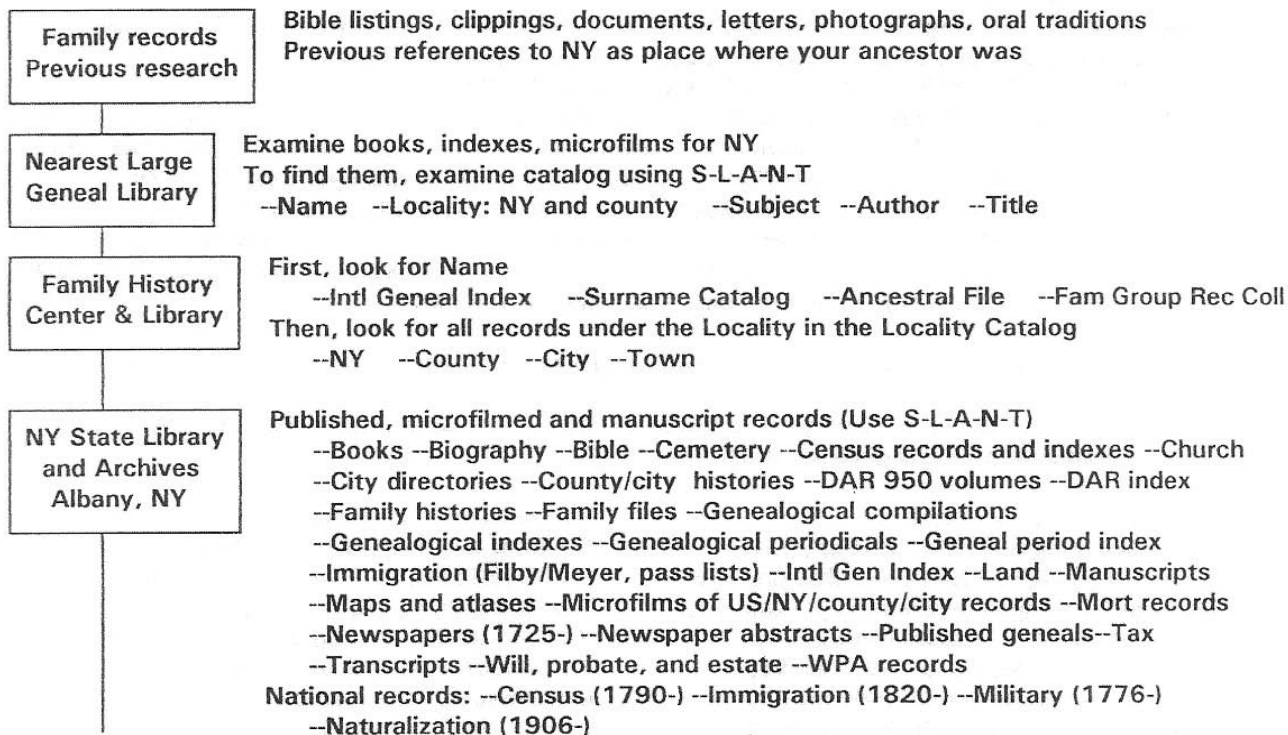 Family records
Previous research
Bible listings, clippings, documents, letters, photographs, oral traditions
Previous references to NY as place where your ancestor was
Nearest Large
Geneal Library
Examine books, indexes, microfilms for NY
To find them, examine catalog using S-L-A-N-T
--Name --Locality: NY and county --Subject --Author --Title
Family History
Center & Library
First, look for Name
--Intl Geneal Index --Surname Catalog --Ancestral File --Fam Group Rec Coll
Then, look for all records under the Locality in the Locality Catalog
--NY --County --City --Town
NY State Library
and Archives
Albany, NY
Published, microfilmed and manuscript records (Use S-L-A-N-T)
--Books --Biography --Bible --Cemetery --Census records and indexes --Church
--City directories --County/city histories --DAR 950 volumes --DAR index
--Family histories --Family files --Genealogical compilations
--Genealogical indexes --Genealogical periodicals --Geneal period index
--Immigration (Filby/Meyer, pass lists) --Intl Gen Index --Land --Manuscripts
--Maps and atlases --Microfilms of US/NY/county/city records --Mort records
--Newspapers (1725-) --Newspaper abstracts --Published geneals--Tax
--Transcripts --Will, probate, and estate --WPA records
National records: --Census (1790-) --Immigration (1820-) --Military (1776-)
--Naturalization (1906-)